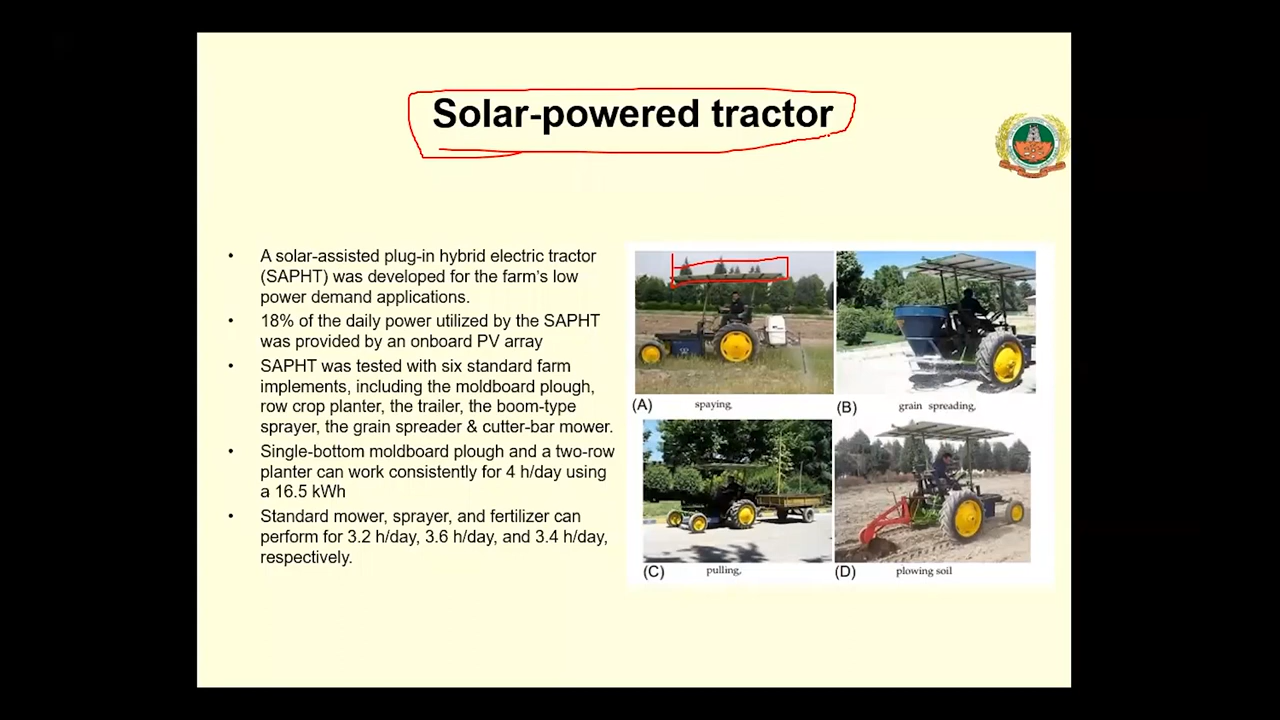 Solar-powered tractor
• A solar-assisted plug-in hybrid electric tractor
(SAPHT) was developed for the farm's low
power demand applications.
• 18% of the daily power utilized by the SAPHT
was provided by an onboard PV array
• SAPHT was tested with six standard farm
implements, including the moldboard plough,
row crop planter, the trailer, the boom-type
sprayer, the grain spreader & cutter-bar mower.
• Single-bottom moldboard plough and a two-row
planter can work consistently for 4 h/day using
a 16.5 kWh
• Standard mower, sprayer, and fertilizer can
perform for 3.2 h/day, 3.6 h/day, and 3.4 h/day,
respectively.
(A) spaying,
(B) grain spreading,
(C) pulling,
(D) plowing soil